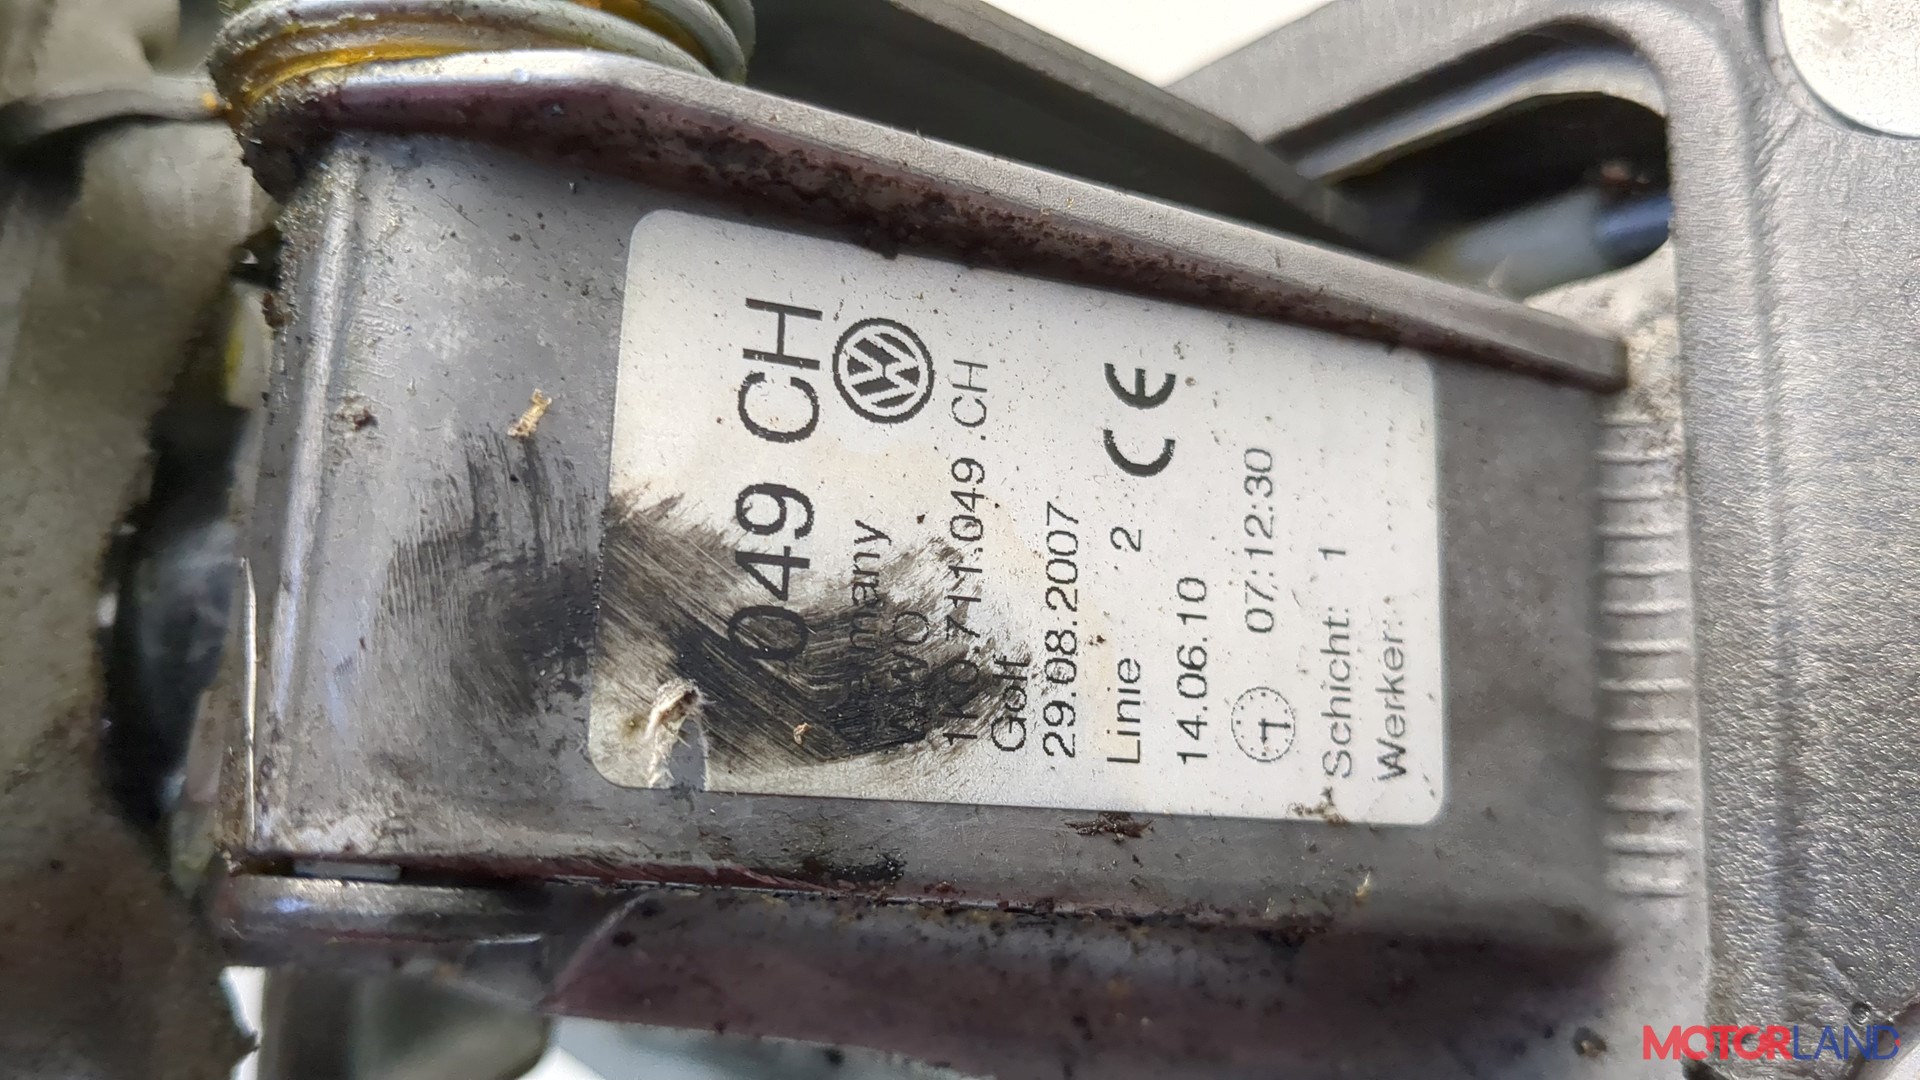 049 CH
1K0.711.049.CH
Golf
29.08.2007
Linie 2
CE
14.06.10
07:12:30
Schicht: 1
Werker:
MOTORLAND